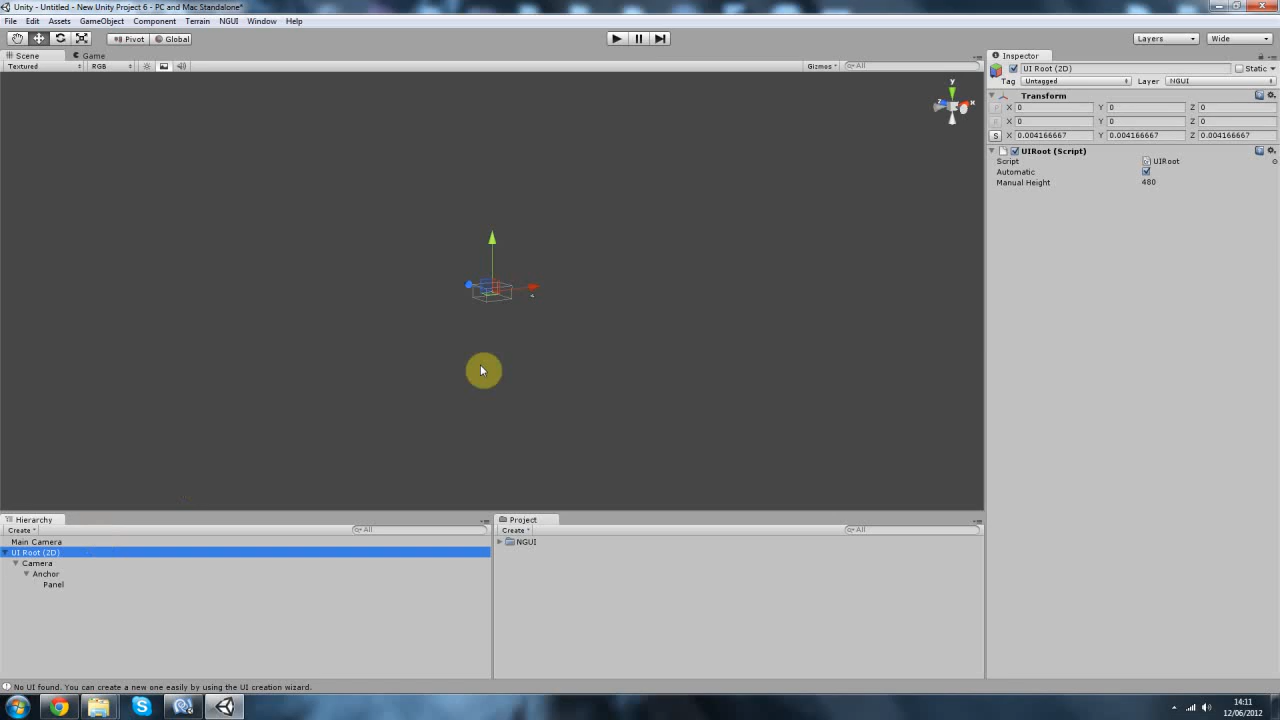 Unity - Untitled - New Unity Project 6 - PC and Mac Standalone*
File Edit Assets GameObject Component Terrain NGUI Window Help
Pivot Global Layers Wide
Scene Game
Textured RGB Gizmos All
y
x
z
Inspector
UI Root (2D) Static
Tag Untagged Layer NGUI
Transform
P X 0 Y 0 Z 0
R X 0 Y 0 Z 0
S X 0.004166667 Y 0.004166667 Z 0.004166667
UIRoot (Script)
Script UIRoot
Automatic
Manual Height 480
Hierarchy
Create All
Main Camera
UI Root (2D)
Camera
Anchor
Panel
Project
Create All
NGUI
No UI found. You can create a new one easily by using the UI creation wizard.
14:11
12/06/2012